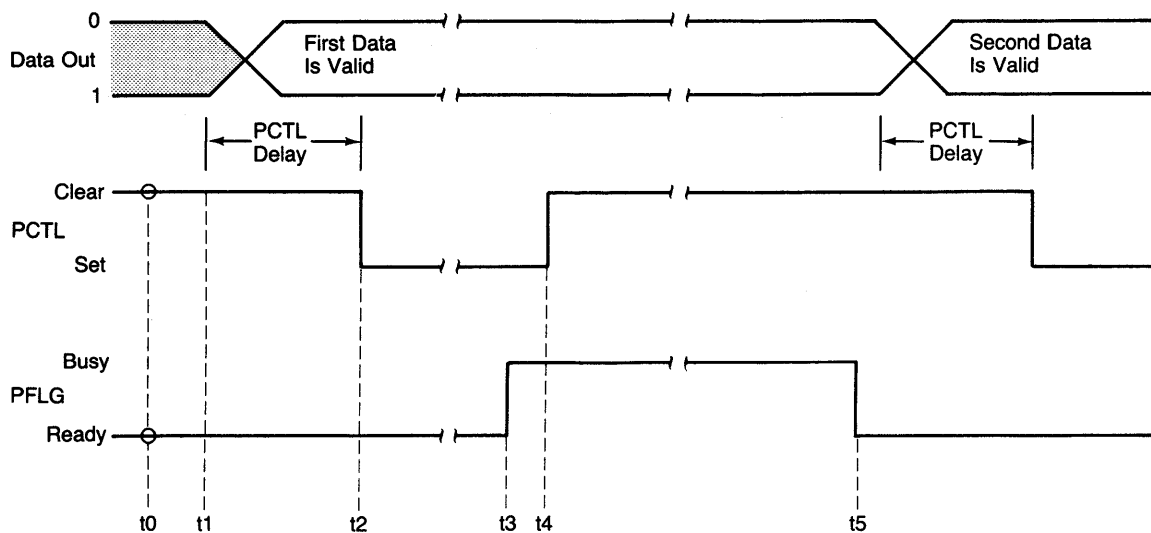 0
Data Out
1
First Data
Is Valid
Second Data
Is Valid
PCTL
Delay
PCTL
Delay
Clear
PCTL
Set
Busy
PFLG
Ready
t0 t1 t2 t3 t4 t5